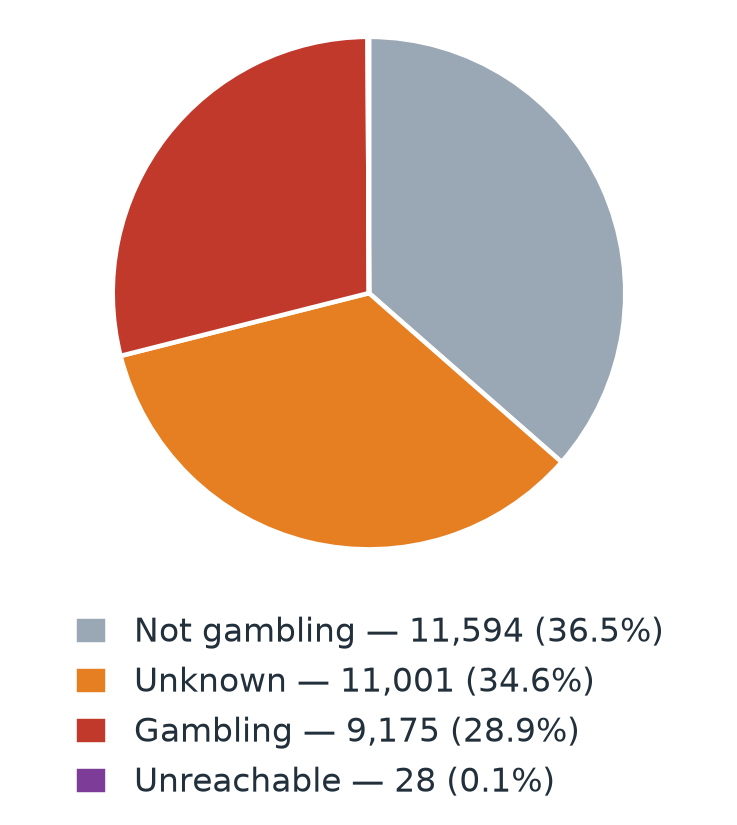 Not gambling — 11,594 (36.5%)
Unknown — 11,001 (34.6%)
Gambling — 9,175 (28.9%)
Unreachable — 28 (0.1%)